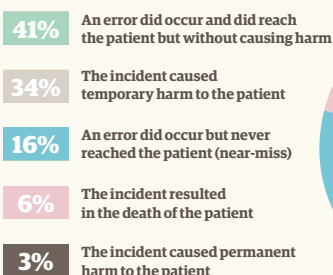 41%
An error did occur and did reach
the patient but without causing harm
34%
The incident caused
temporary harm to the patient
16%
An error did occur but never
reached the patient (near-miss)
6%
The incident resulted
in the death of the patient
3%
The incident caused permanent
harm to the patient